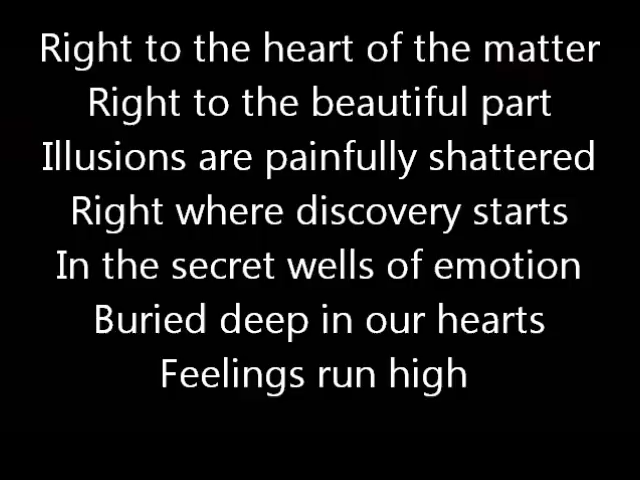 Right to the heart of the matter
Right to the beautiful part
Illusions are painfully shattered
Right where discovery starts
In the secret wells of emotion
Buried deep in our hearts
Feelings run high